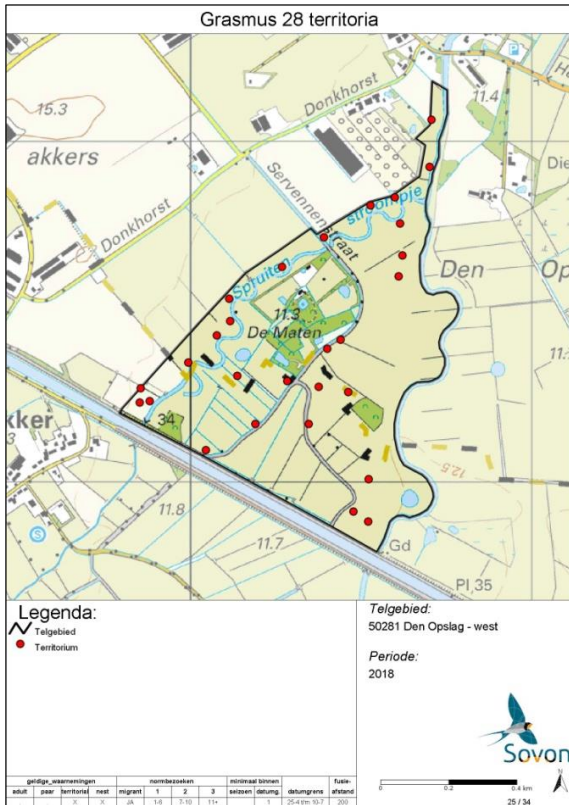 Grasmus 28 territoria
15.3
akkers
Donkhorst
11.4
Servennenstraat
Die
stroompje
Donkhorst
Spruiten
Den
11.3
De Maten
34
kker
11.8
11.7
12.5
Gd
Pl,35
Legenda:
Telgebied
Territorium
Telgebied:
50281 Den Opslag - west
Periode:
2018
Sovon
0 0.2 0.4 km
geldige_waarnemingen normbezoeken minimaal binnen fusie-
adult paar territoriaal nest migrant 1 2 3 seizoen datumg. datumgrens afstand
. . X X JA 1-6 7-10 11+ . 1 25-4 t/m 10-7 200
25 / 34